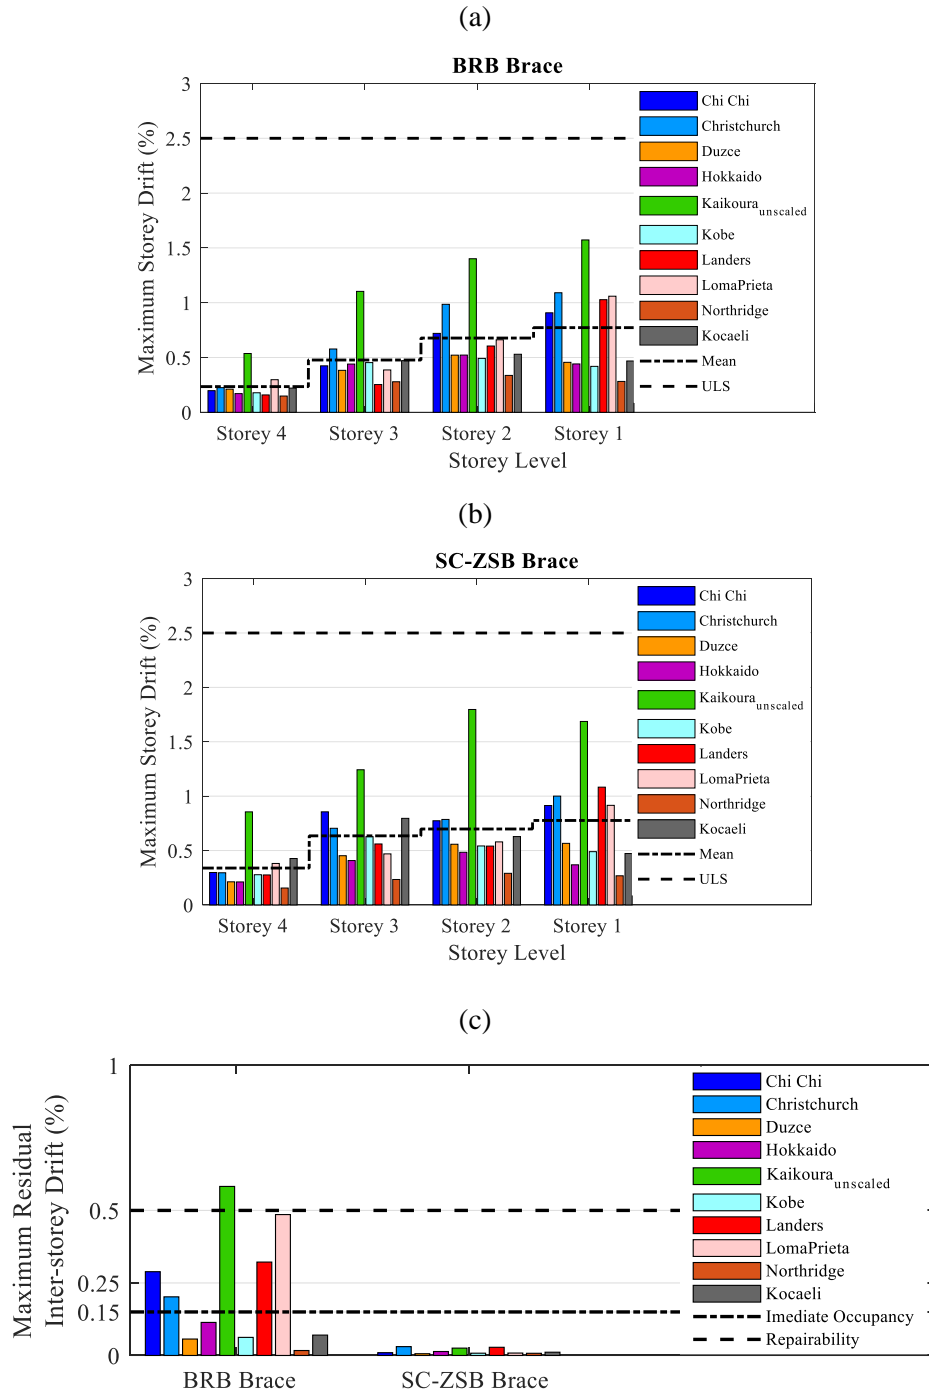 (a)
BRB Brace
Maximum Storey Drift (%)
3
2.5
2
1.5
1
0.5
0
Storey 4
Storey 3
Storey 2
Storey 1
Storey Level
Chi Chi
Christchurch
Duzce
Hokkaido
Kaikoura unscaled
Kobe
Landers
LomaPrieta
Northridge
Kocaeli
Mean
ULS
(b)
SC-ZSB Brace
Maximum Storey Drift (%)
3
2.5
2
1.5
1
0.5
0
Storey 4
Storey 3
Storey 2
Storey 1
Storey Level
Chi Chi
Christchurch
Duzce
Hokkaido
Kaikoura unscaled
Kobe
Landers
LomaPrieta
Northridge
Kocaeli
Mean
ULS
(c)
Maximum Residual
Inter-storey Drift (%)
1
0.5
0.25
0.15
0
BRB Brace
SC-ZSB Brace
Chi Chi
Christchurch
Duzce
Hokkaido
Kaikoura unscaled
Kobe
Landers
LomaPrieta
Northridge
Kocaeli
Imediate Occupancy
Repairability